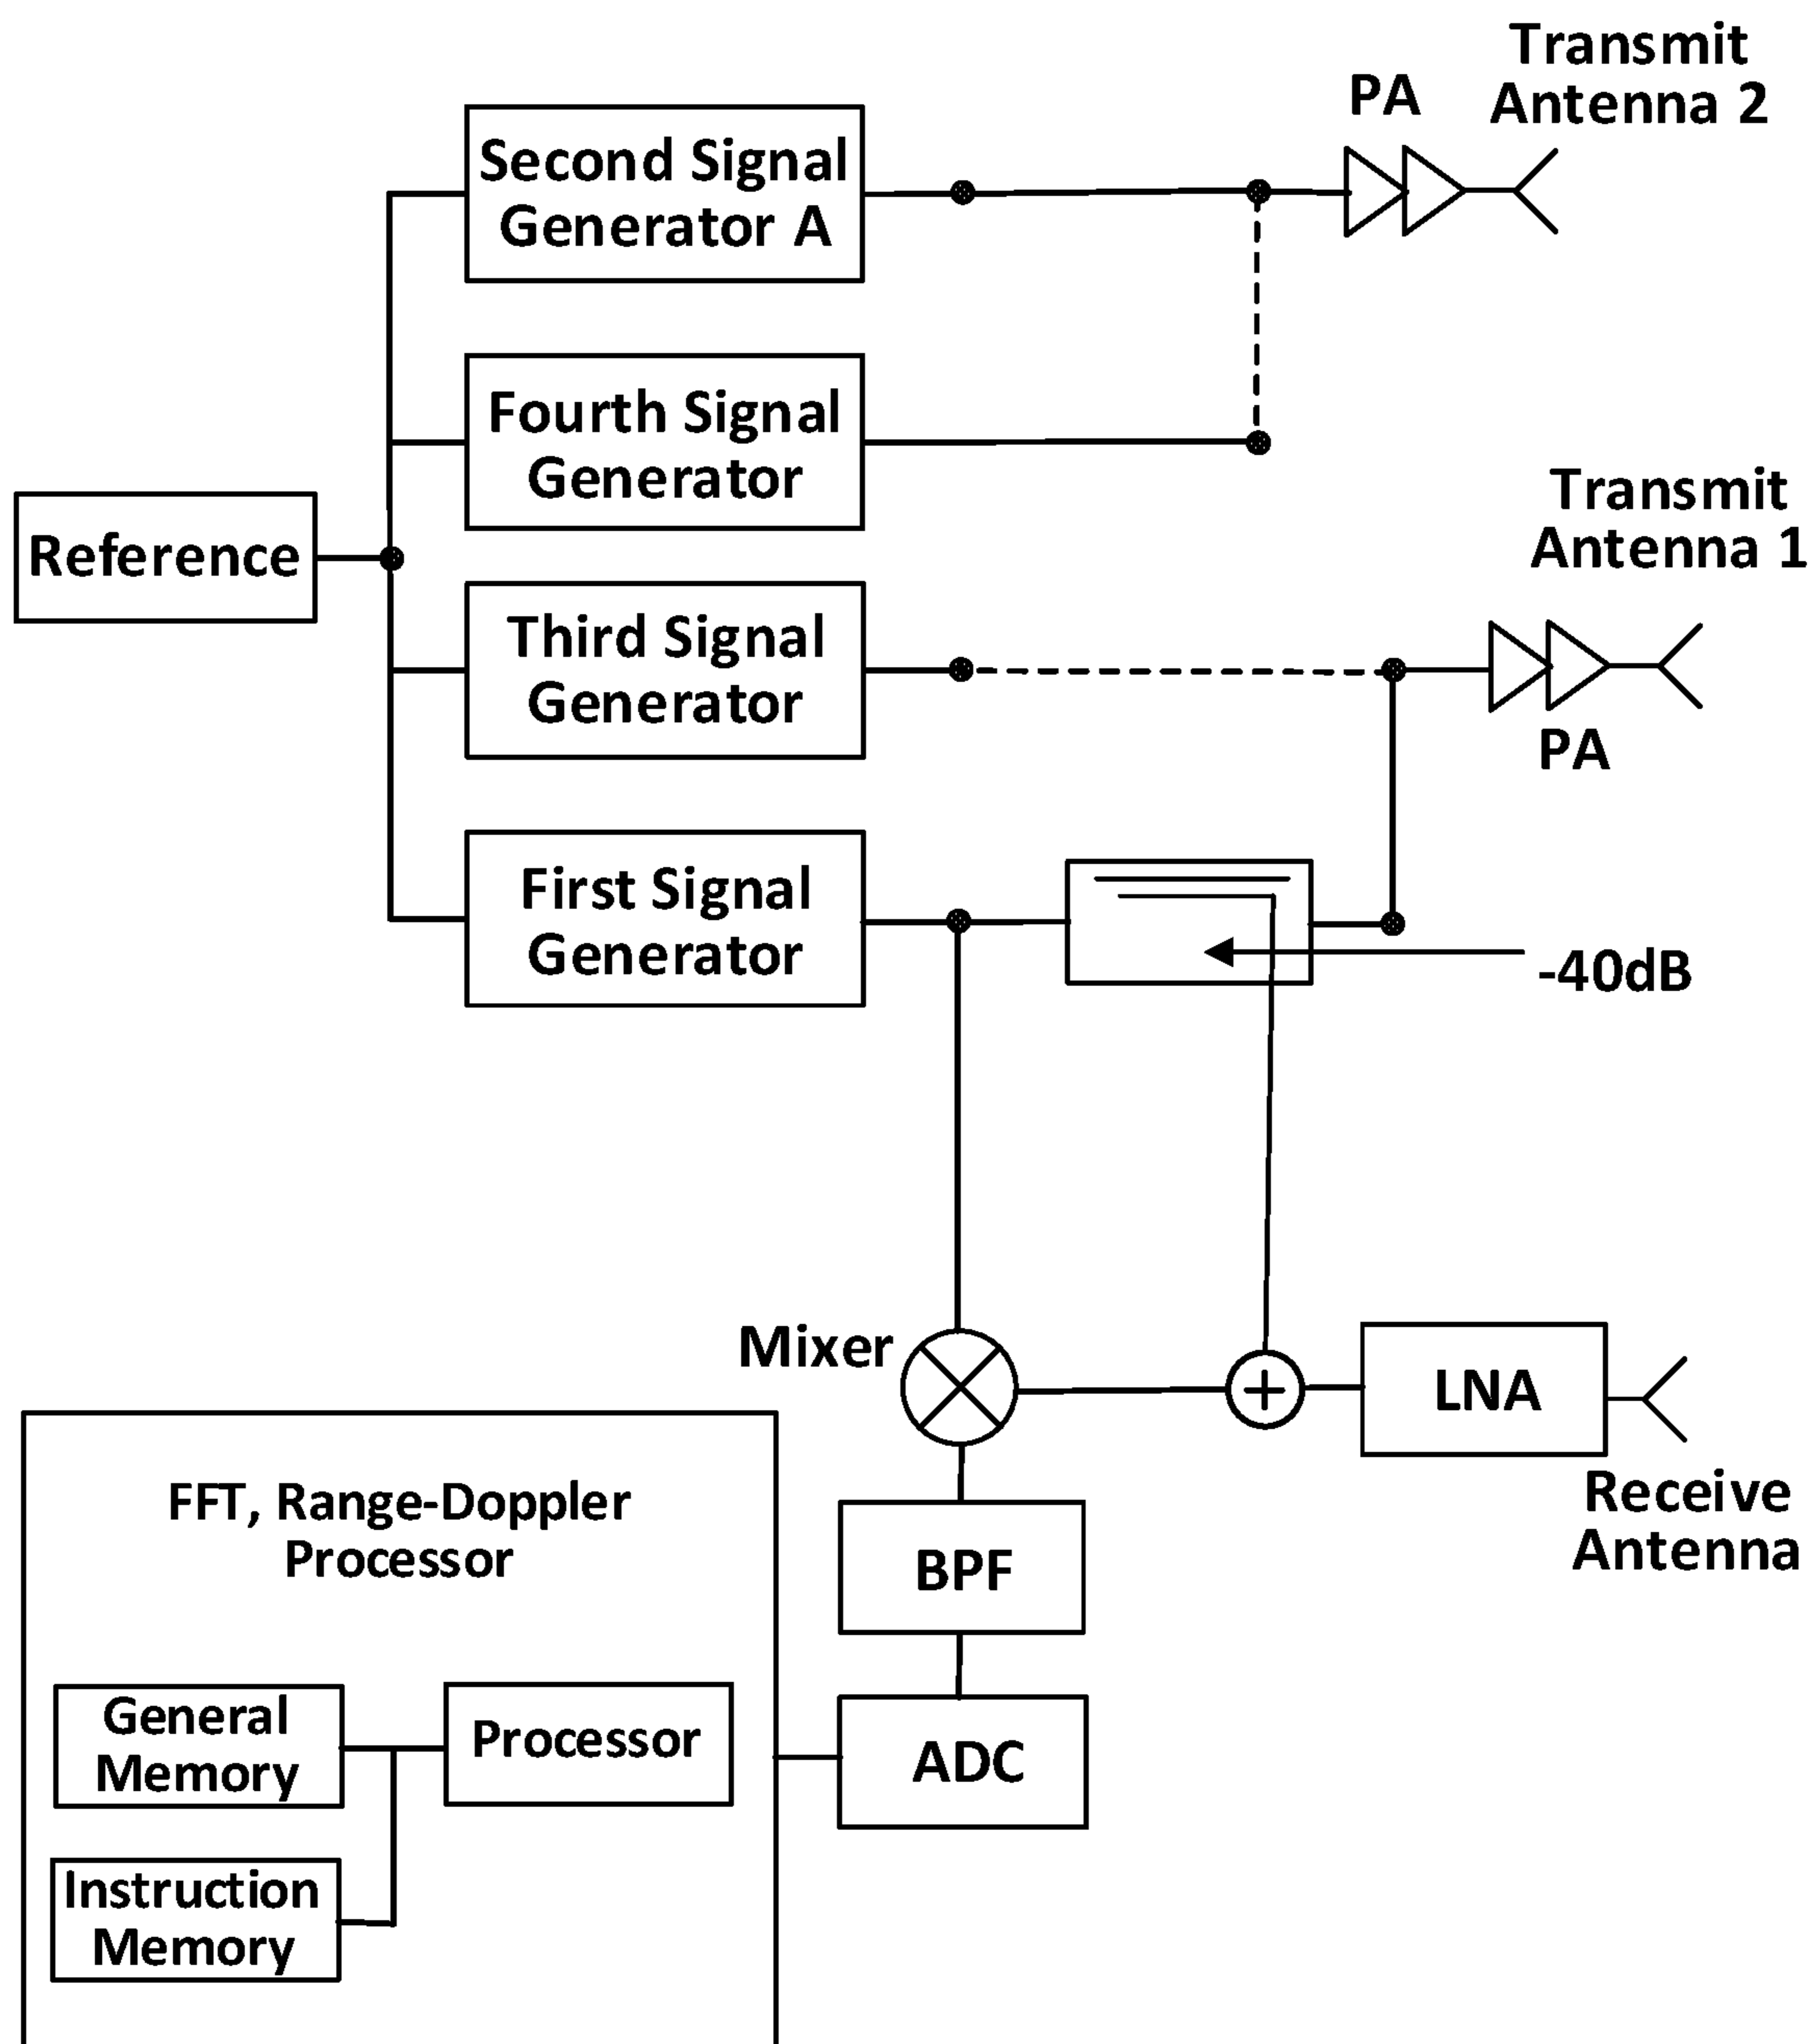 Transmit
Antenna 2
PA
Second Signal
Generator A
Fourth Signal
Generator
Transmit
Antenna 1
Reference
Third Signal
Generator
PA
First Signal
Generator
-40dB
Mixer
LNA
Receive
Antenna
FFT, Range-Doppler
Processor
BPF
General
Memory
Processor
ADC
Instruction
Memory